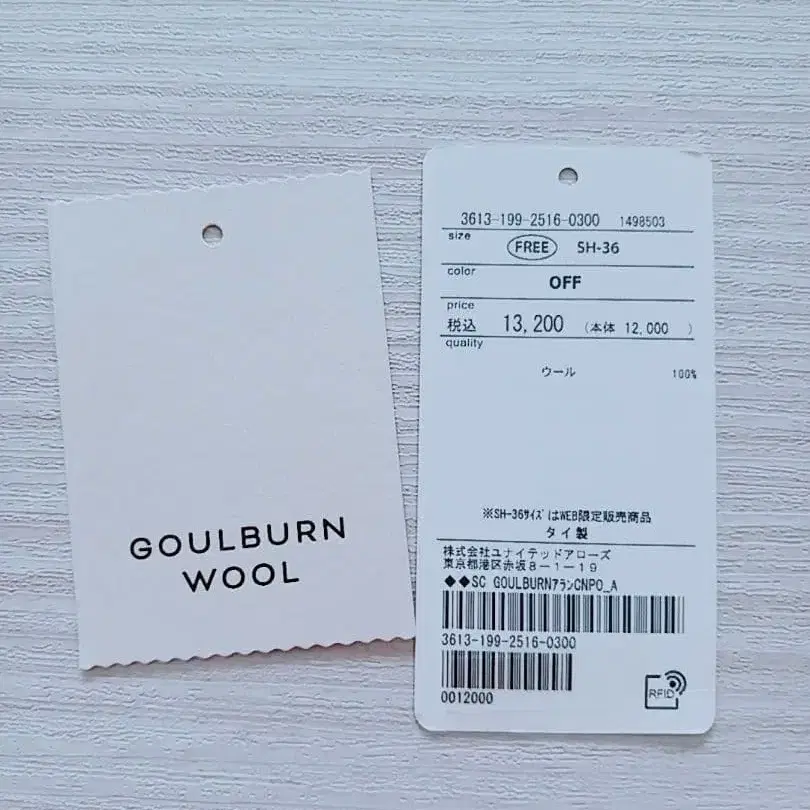 GOULBURN
WOOL
3613-199-2516-0300 1498503
size
FREE SH-36
color
OFF
price
税込 13,200 (本体 12,000 )
quality
ウール 100%
※SH-36ｻｲｽﾞはWEB限定販売商品
タイ製
株式会社ユナイテッドアローズ
東京都港区赤坂8-1-19
◆◆SC GOULBURNｱﾗﾝCNPO_A
3613-199-2516-0300
0012000
RFID